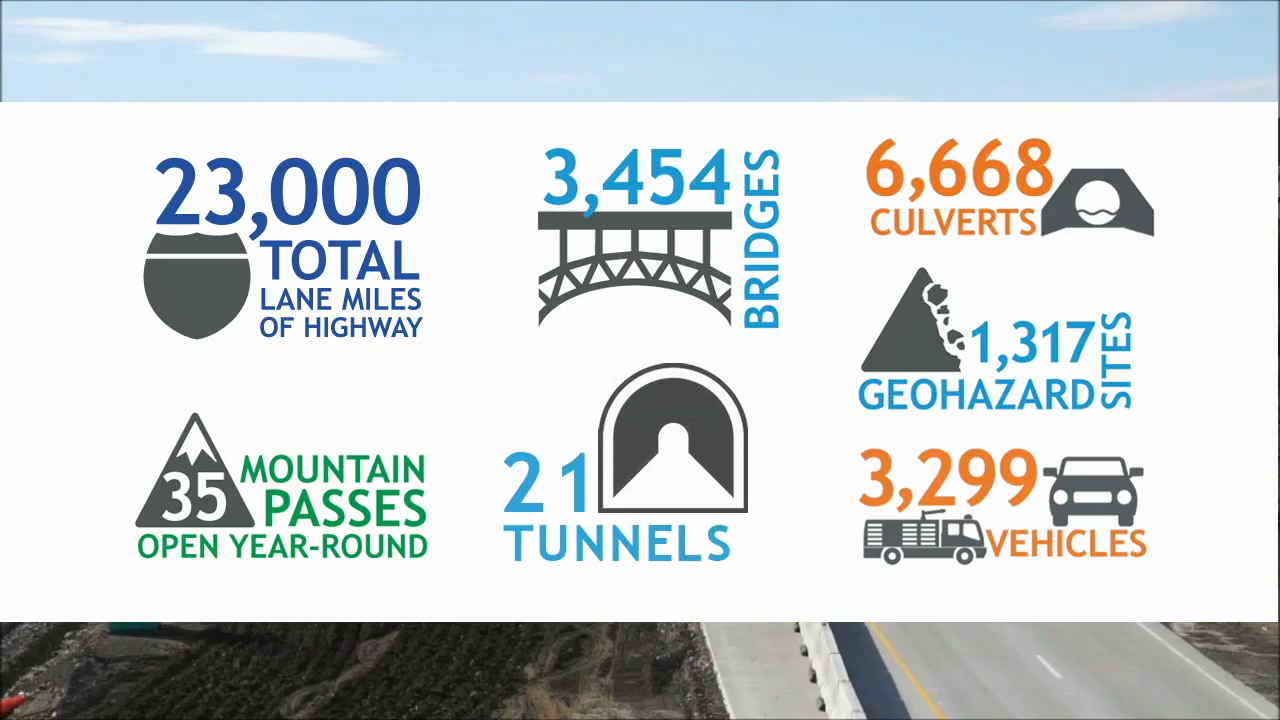 23,000
TOTAL
LANE MILES
OF HIGHWAY
3,454
BRIDGES
6,668
CULVERTS
1,317
GEOHAZARD
SITES
35
MOUNTAIN
PASSES
OPEN YEAR-ROUND
21
TUNNELS
3,299
VEHICLES